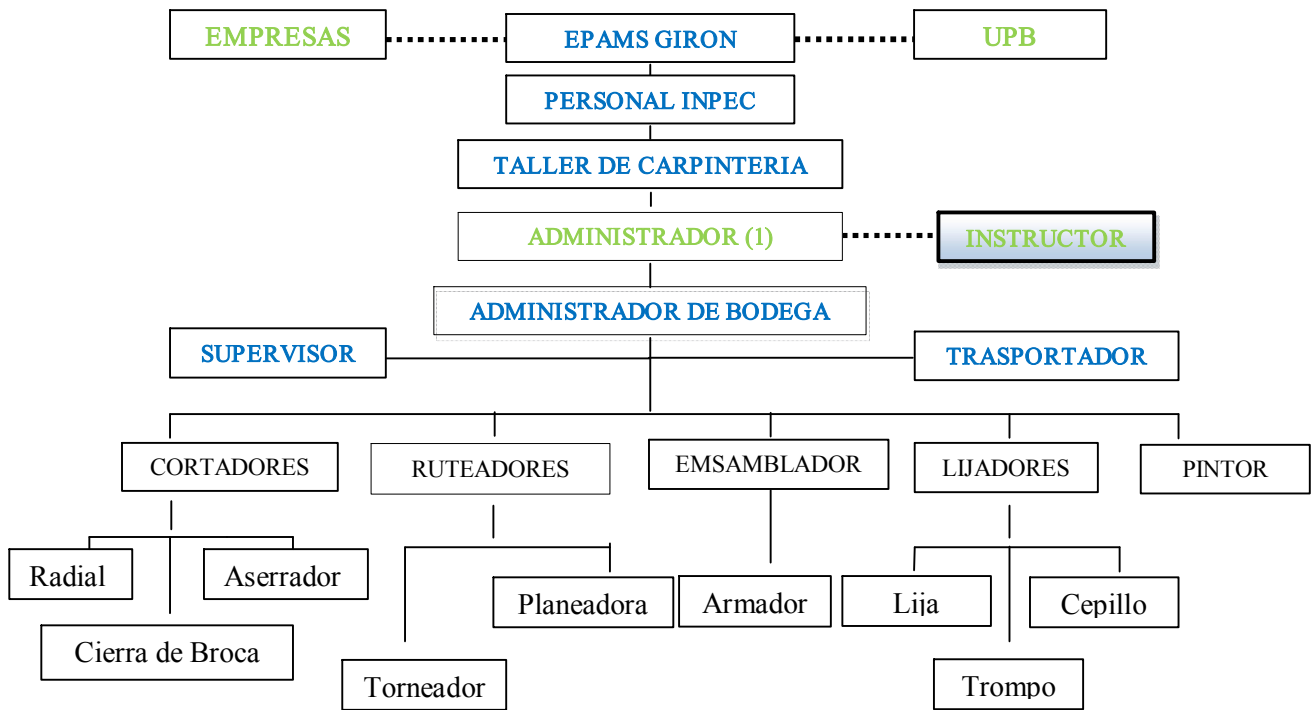 EMPRESAS
EPAMS GIRON
UPB
PERSONAL INPEC
TALLER DE CARPINTERIA
ADMINISTRADOR (1)
INSTRUCTOR
ADMINISTRADOR DE BODEGA
SUPERVISOR
TRASPORTADOR
CORTADORES
RUTEADORES
EMSAMBLADOR
LIJADORES
PINTOR
Radial
Aserrador
Planeadora
Armador
Lija
Cepillo
Cierra de Broca
Torneador
Trompo